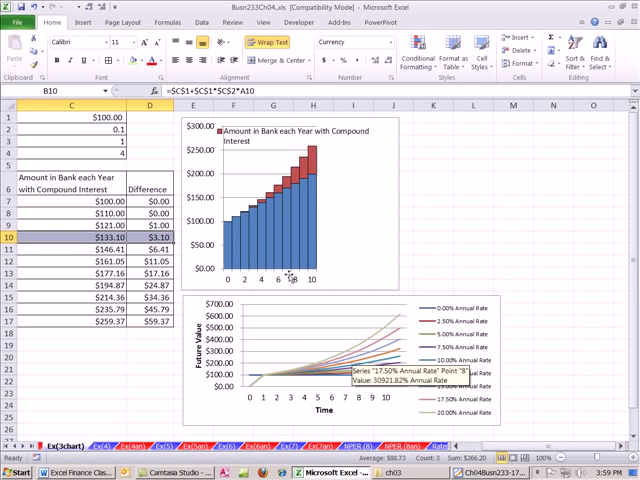 Busn233Ch04.xls [Compatibility Mode] - Microsoft Excel
File Home Insert Page Layout Formulas Data Review View Developer Add-Ins PowerPivot
Calibri 11 Wrap Text Currency Insert
Paste Merge & Center Conditional Formatting Format as Table Cell Styles Delete Format Sort & Filter Find & Select
Clipboard Font Alignment Number Styles Cells Editing
B10 =$C$1+$C$1*$C$2*A10
C D E F G H I J K L M N O
1 $100.00
2 0.1
3 1
4 4
5
6 Amount in Bank each Year with Compound Interest Difference
7 $100.00 $0.00
8 $110.00 $0.00
9 $121.00 $1.00
10 $133.10 $3.10
11 $146.41 $6.41
12 $161.05 $11.05
13 $177.16 $17.16
14 $194.87 $24.87
15 $214.36 $34.36
16 $235.79 $45.79
17 $259.37 $59.37
18
19
20
21
22
23
24
25
26
27
$300.00
Amount in Bank each Year with Compound
Interest
$250.00
$200.00
$150.00
$100.00
$50.00
$0.00
0 2 4 6 8 10
$700.00
$600.00
$500.00
$400.00
$300.00
$200.00
$100.00
$0.00
Future Value
0 1 2 3 4 5 6 7 8 9 10
Time
0.00% Annual Rate
2.50% Annual Rate
5.00% Annual Rate
7.50% Annual Rate
10.00% Annual Rate
Series "17.50% Annual Rate" Point "8"
Value: 30921.82% Annual Rate
15.00% Annual Rate
17.50% Annual Rate
20.00% Annual Rate
Ex(3chart) Ex(4) Ex(4an) Ex(5) Ex(5an) Ex(6) Ex(6an) Ex(7) Ex(7an) NPER (8) NPER (8an) Rate
Ready Average: $88.73 Count: 3 Sum: $266.20 100%
Start Excel Finance Clas... Camtasia Studio - ... Microsoft Excel - ... ch03 Ch04Busn233-17... 3:59 PM